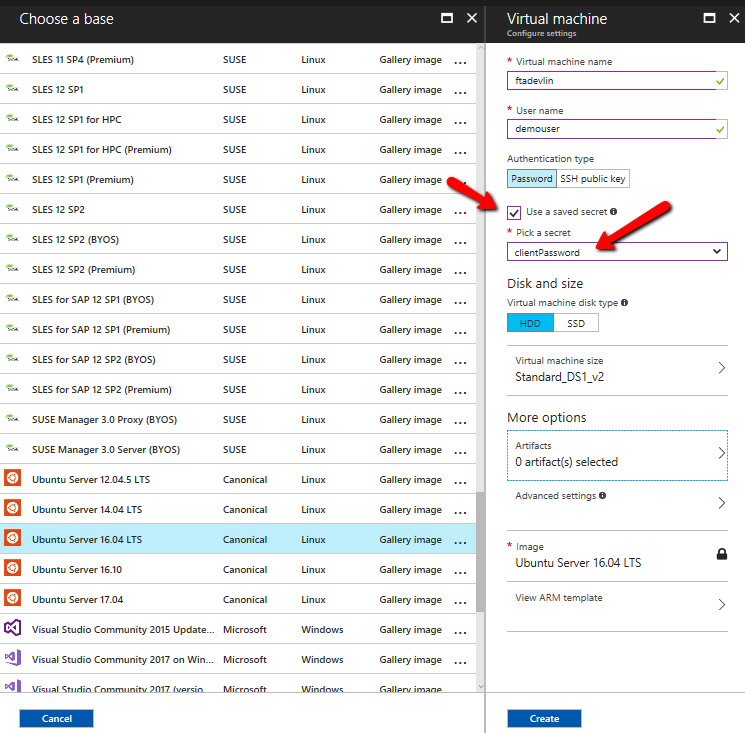 Choose a base
SLES 11 SP4 (Premium) SUSE Linux Gallery image ...
SLES 12 SP1 SUSE Linux Gallery image ...
SLES 12 SP1 for HPC SUSE Linux Gallery image ...
SLES 12 SP1 for HPC (Premium) SUSE Linux Gallery image ...
SLES 12 SP1 (Premium) SUSE Linux Gallery image ...
SLES 12 SP2 SUSE Linux Gallery image ...
SLES 12 SP2 (BYOS) SUSE Linux Gallery image ...
SLES 12 SP2 (Premium) SUSE Linux Gallery image ...
SLES for SAP 12 SP1 (BYOS) SUSE Linux Gallery image ...
SLES for SAP 12 SP1 (Premium) SUSE Linux Gallery image ...
SLES for SAP 12 SP2 (BYOS) SUSE Linux Gallery image ...
SLES for SAP 12 SP2 (Premium) SUSE Linux Gallery image ...
SUSE Manager 3.0 Proxy (BYOS) SUSE Linux Gallery image ...
SUSE Manager 3.0 Server (BYOS) SUSE Linux Gallery image ...
Ubuntu Server 12.04.5 LTS Canonical Linux Gallery image ...
Ubuntu Server 14.04 LTS Canonical Linux Gallery image ...
Ubuntu Server 16.04 LTS Canonical Linux Gallery image ...
Ubuntu Server 16.10 Canonical Linux Gallery image ...
Ubuntu Server 17.04 Canonical Linux Gallery image ...
Visual Studio Community 2015 Update... Microsoft Windows Gallery image ...
Visual Studio Community 2017 on Win... Microsoft Windows Gallery image ...
Visual Studio Community 2017 (versio Microsoft Windows Gallery image ...
Cancel
Virtual machine
Configure settings
* Virtual machine name
ftadevlin
* User name
demouser
Authentication type
Password SSH public key
Use a saved secret
* Pick a secret
clientPassword
Disk and size
Virtual machine disk type
HDD SSD
Virtual machine size
Standard_DS1_v2
More options
Artifacts
0 artifact(s) selected
Advanced settings
* Image
Ubuntu Server 16.04 LTS
View ARM template
Create